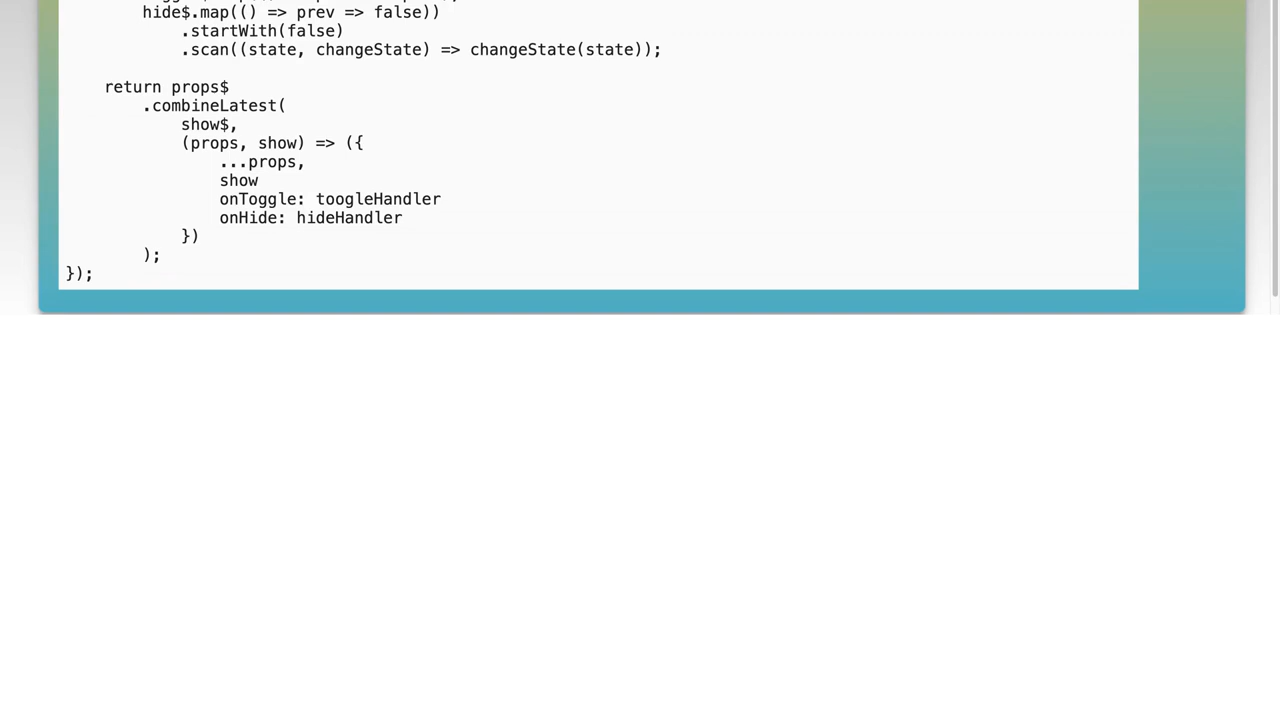 hide$.map(() => prev => false))
.startWith(false)
.scan((state, changeState) => changeState(state));
return props$
.combineLatest(
show$,
(props, show) => ({
...props,
show
onToggle: toogleHandler
onHide: hideHandler
})
);
});